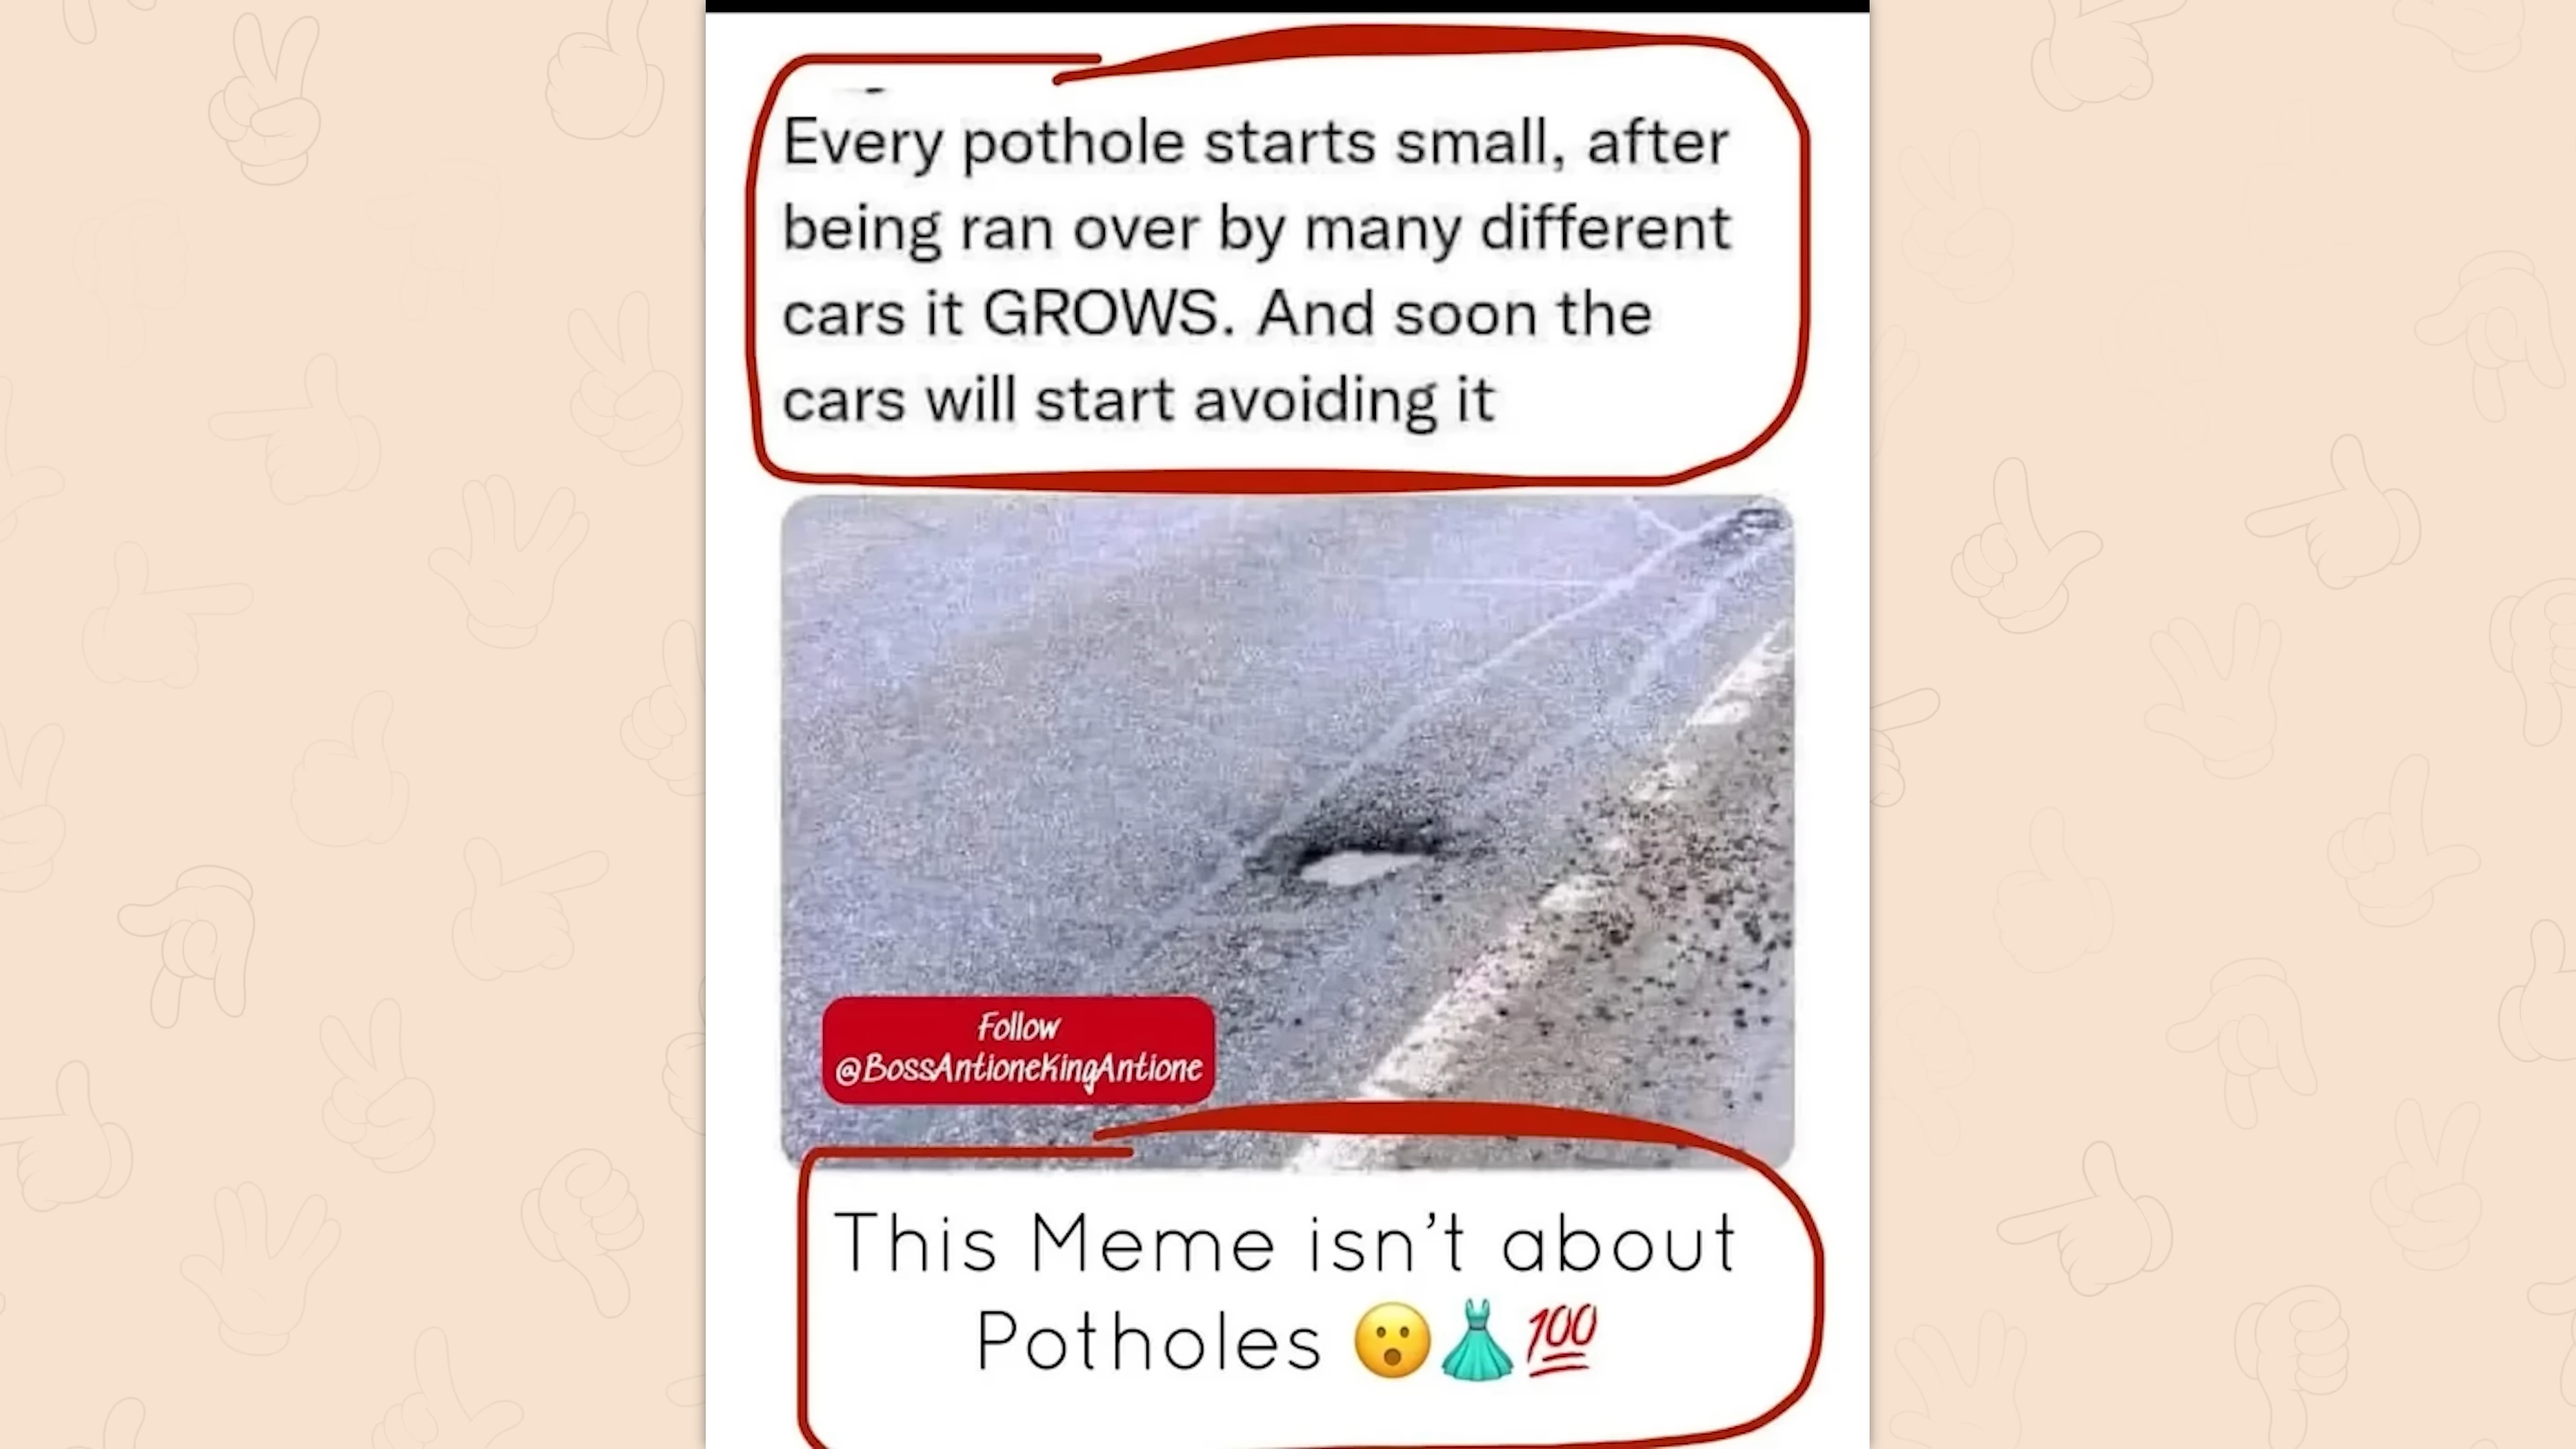 Every pothole starts small, after
being ran over by many different
cars it GROWS. And soon the
cars will start avoiding it
Follow
@BossAntioneKingAntione
This Meme isn’t about
Potholes 😮👗💯